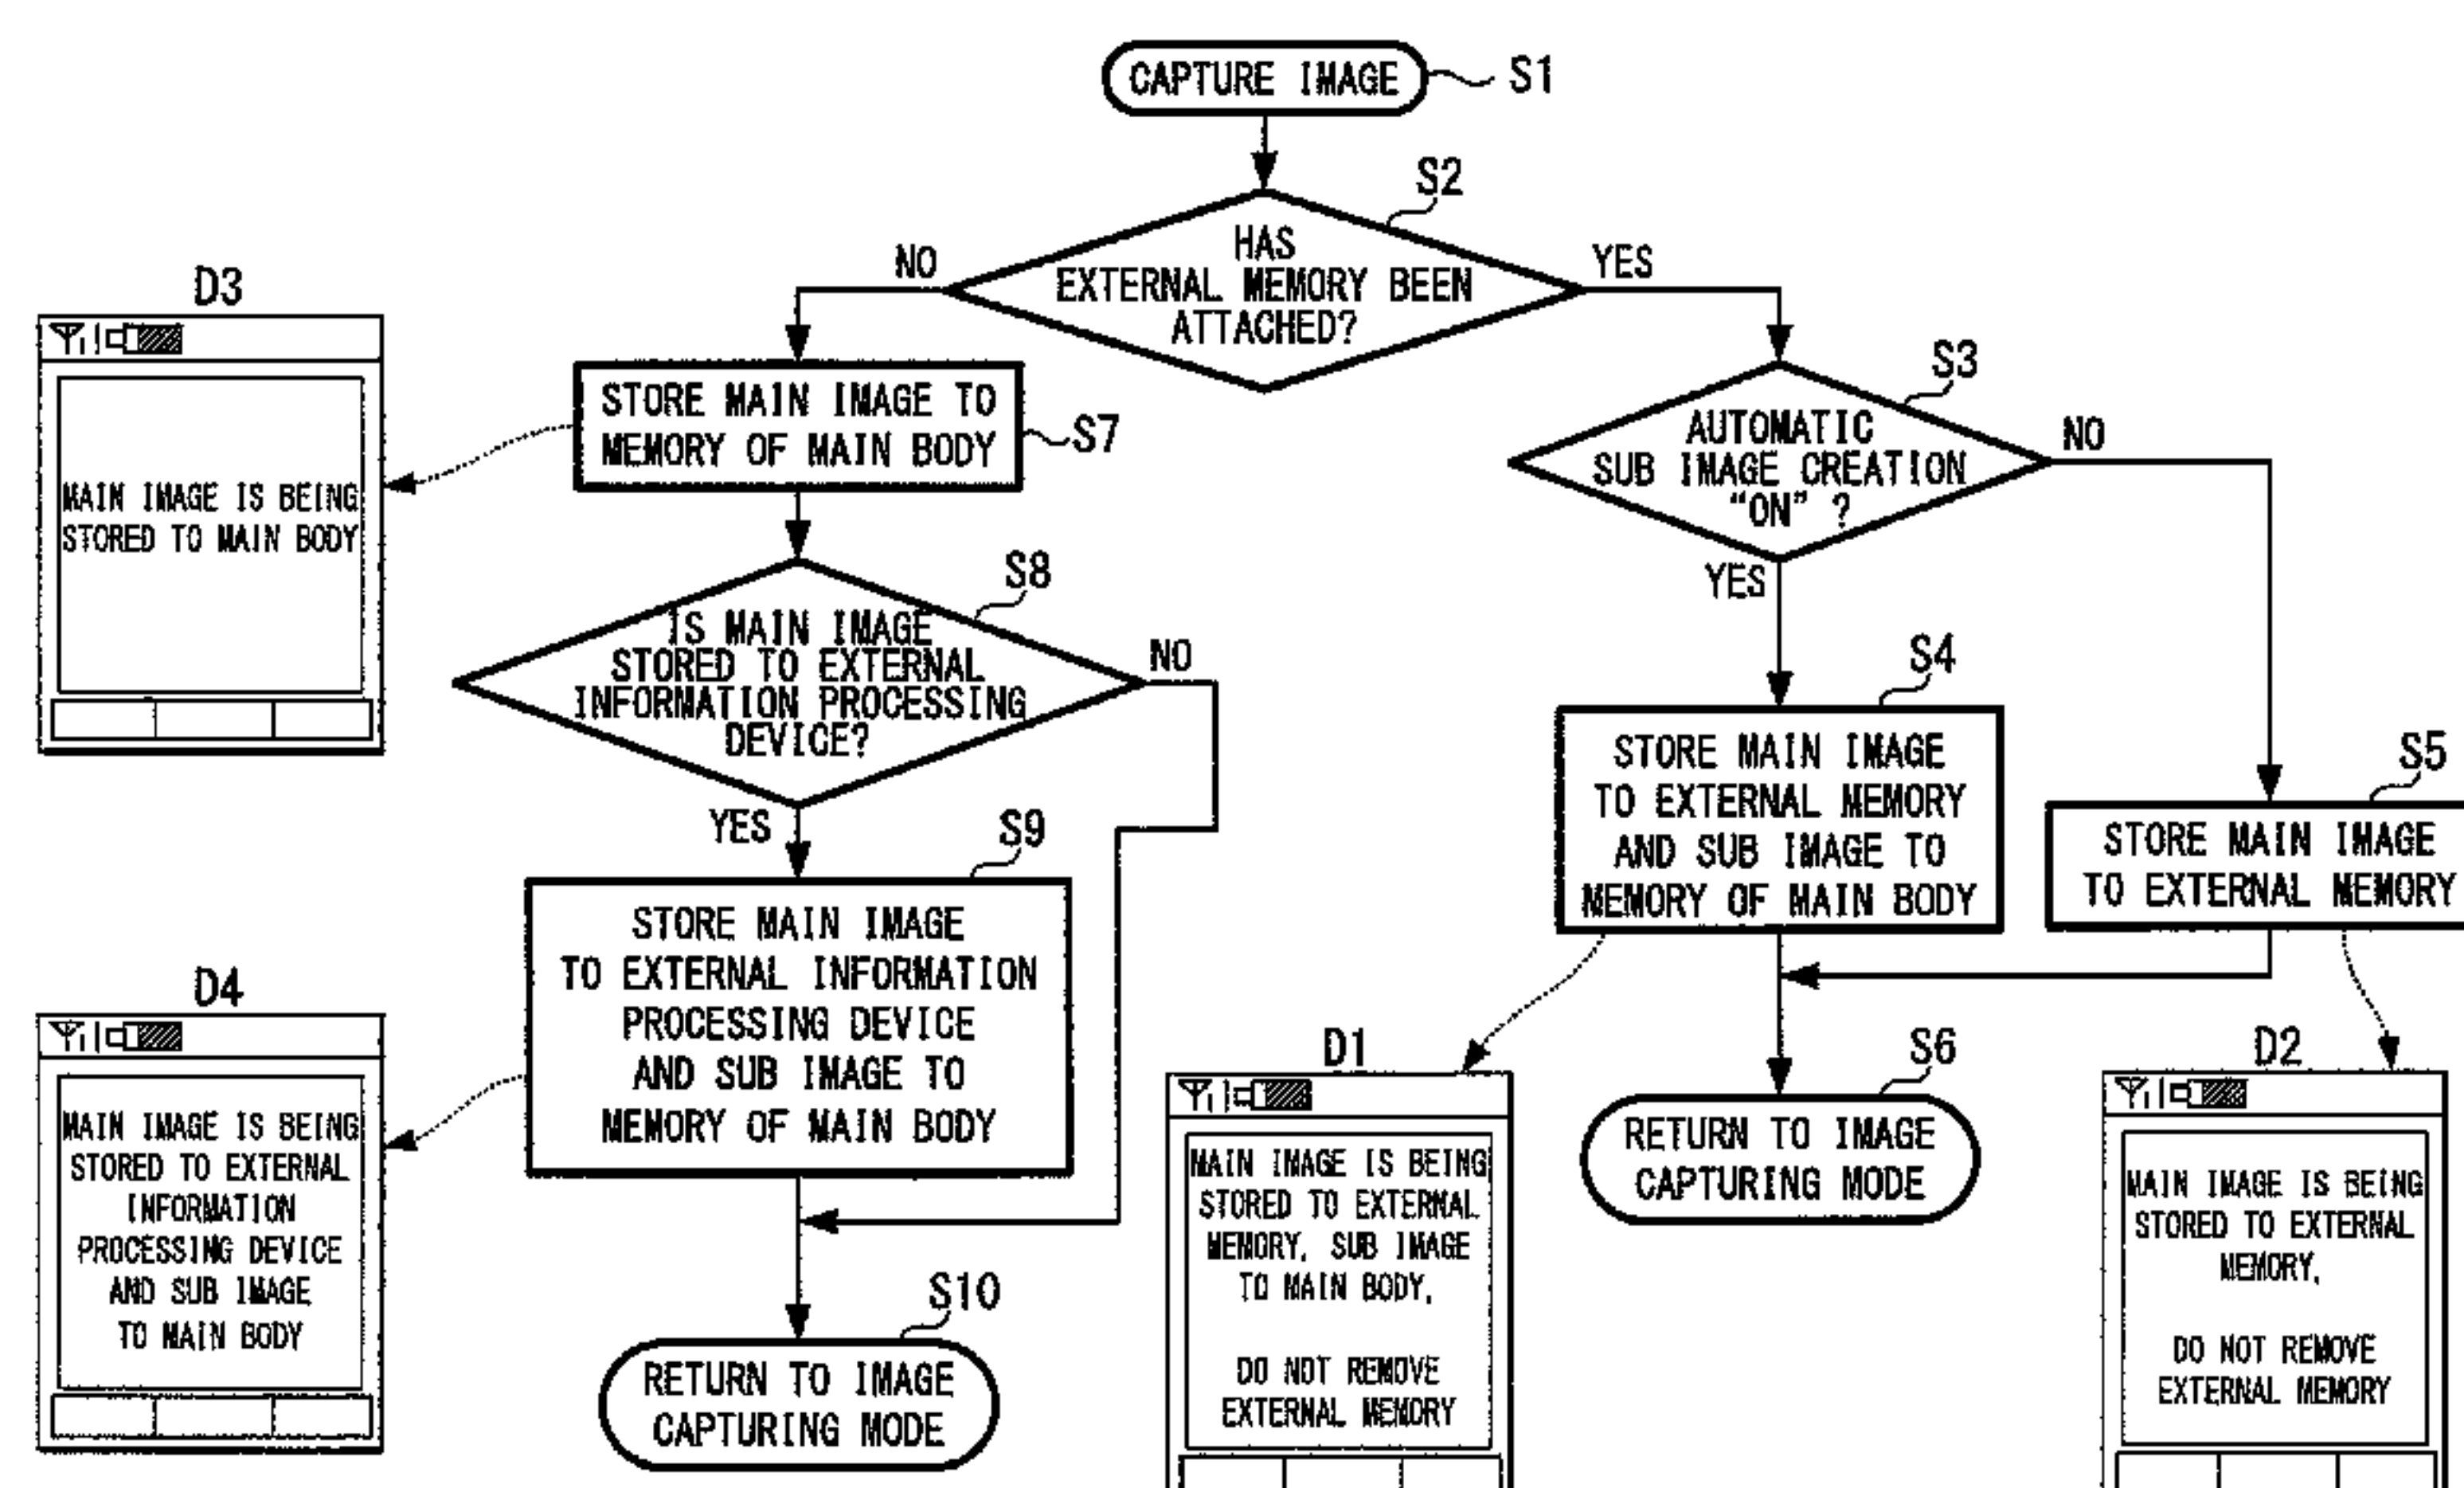 CAPTURE IMAGE
S1
S2
HAS
EXTERNAL MEMORY BEEN
ATTACHED?
NO
YES
D3
MAIN IMAGE IS BEING
STORED TO MAIN BODY
STORE MAIN IMAGE TO
MEMORY OF MAIN BODY
S7
S3
AUTOMATIC
SUB IMAGE CREATION
“ON” ?
NO
YES
S8
IS MAIN IMAGE
STORED TO EXTERNAL
INFORMATION PROCESSING
DEVICE?
NO
YES
S4
STORE MAIN IMAGE
TO EXTERNAL MEMORY
AND SUB IMAGE TO
MEMORY OF MAIN BODY
S5
STORE MAIN IMAGE
TO EXTERNAL MEMORY
S9
STORE MAIN IMAGE
TO EXTERNAL INFORMATION
PROCESSING DEVICE
AND SUB IMAGE TO
MEMORY OF MAIN BODY
D4
MAIN IMAGE IS BEING
STORED TO EXTERNAL
INFORMATION
PROCESSING DEVICE
AND SUB IMAGE
TO MAIN BODY
S10
RETURN TO IMAGE
CAPTURING MODE
D1
MAIN IMAGE IS BEING
STORED TO EXTERNAL
MEMORY, SUB IMAGE
TO MAIN BODY.
DO NOT REMOVE
EXTERNAL MEMORY
S6
RETURN TO IMAGE
CAPTURING MODE
D2
MAIN IMAGE IS BEING
STORED TO EXTERNAL
MEMORY.
DO NOT REMOVE
EXTERNAL MEMORY